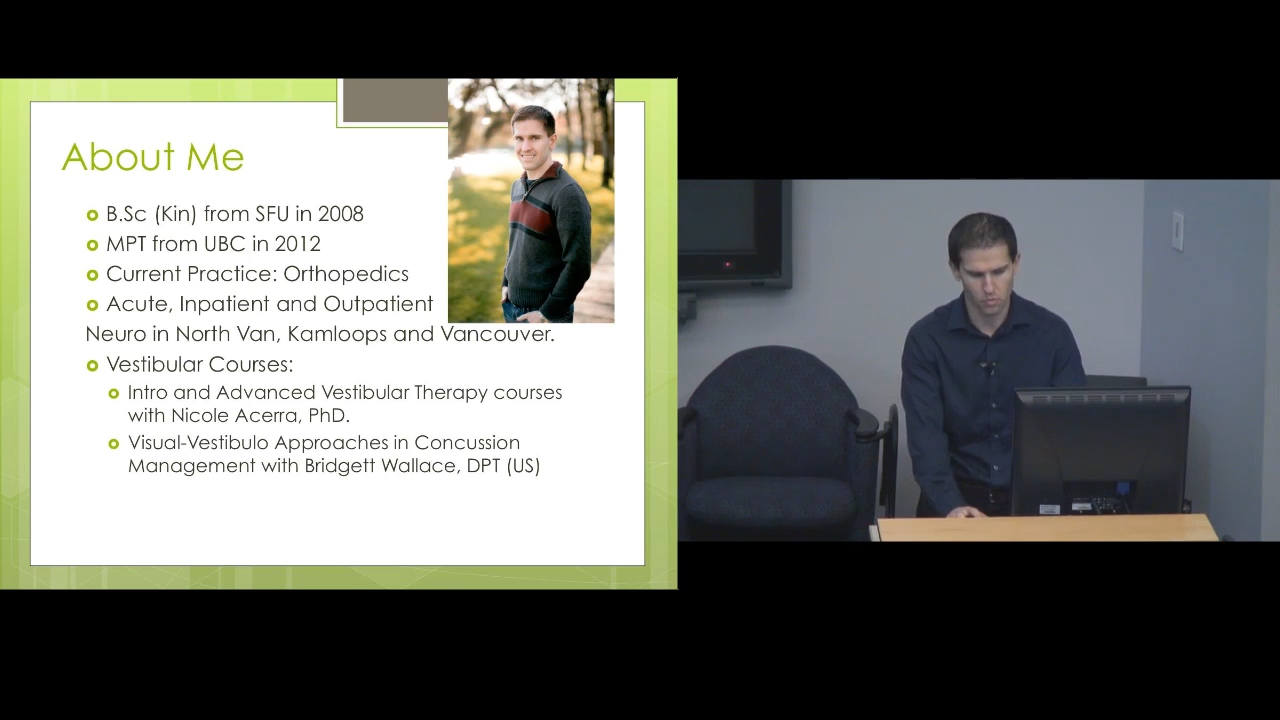 About Me
B.Sc (Kin) from SFU in 2008
MPT from UBC in 2012
Current Practice: Orthopedics
Acute, Inpatient and Outpatient
Neuro in North Van, Kamloops and Vancouver.
Vestibular Courses:
Intro and Advanced Vestibular Therapy courses
with Nicole Acerra, PhD.
Visual-Vestibulo Approaches in Concussion
Management with Bridgett Wallace, DPT (US)